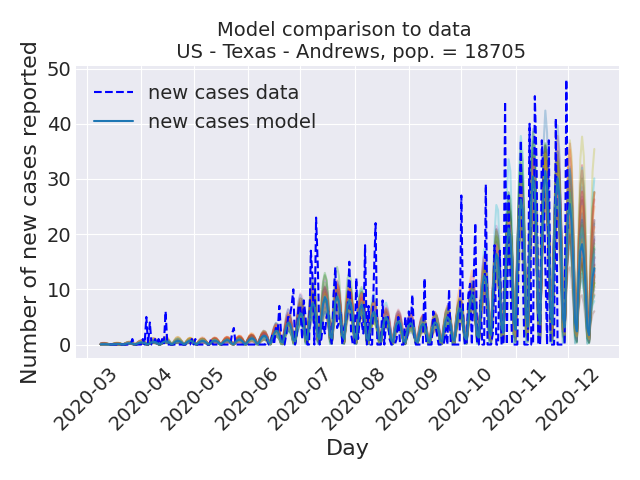 Model comparison to data
US - Texas - Andrews, pop. = 18705
Number of new cases reported
50
40
30
20
10
0
new cases data
new cases model
2020-03
2020-04
2020-05
2020-06
2020-07
2020-08
2020-09
2020-10
2020-11
2020-12
Day